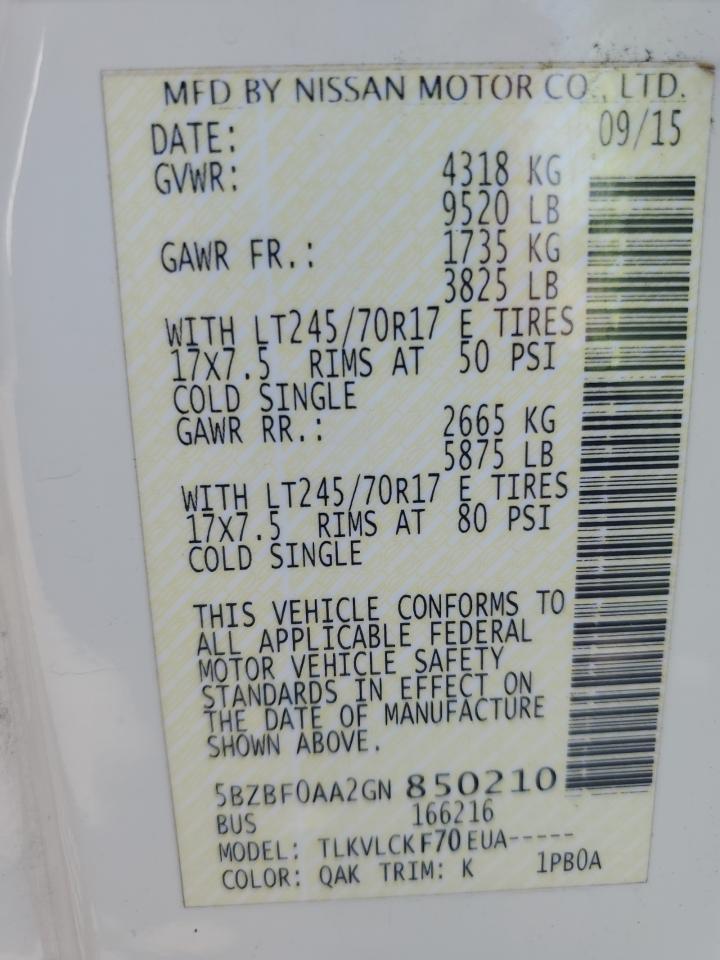 MFD BY NISSAN MOTOR CO., LTD.
DATE: 09/15
GVWR: 4318 KG
9520 LB
GAWR FR.: 1735 KG
3825 LB
WITH LT245/70R17 E TIRES
17X7.5 RIMS AT 50 PSI
COLD SINGLE
GAWR RR.: 2665 KG
5875 LB
WITH LT245/70R17 E TIRES
17X7.5 RIMS AT 80 PSI
COLD SINGLE
THIS VEHICLE CONFORMS TO
ALL APPLICABLE FEDERAL
MOTOR VEHICLE SAFETY
STANDARDS IN EFFECT ON
THE DATE OF MANUFACTURE
SHOWN ABOVE.
5BZBF0AA2GN 850210
BUS 166216
MODEL: TLKVLCKF70EUA-----
COLOR: QAK TRIM: K 1PB0A